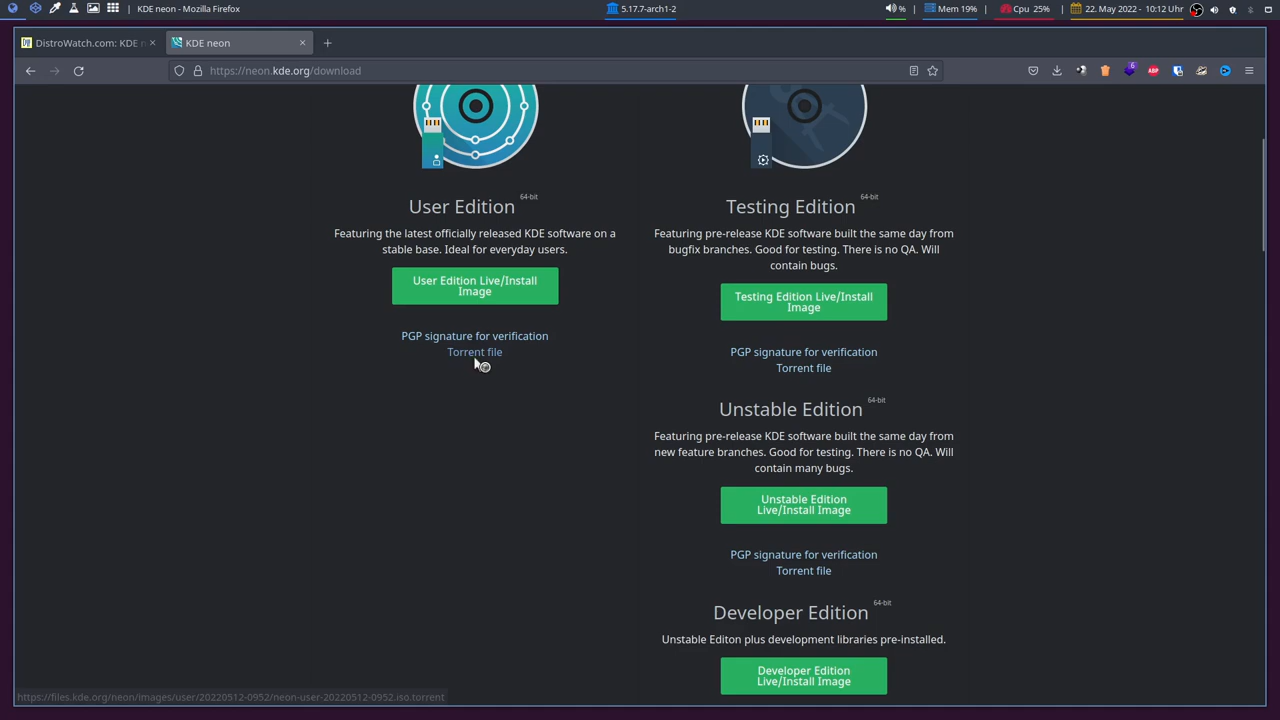 KDE neon - Mozilla Firefox
5.17.7-arch1-2
%
Mem 19%
Cpu 25%
22. May 2022 - 10:12 Uhr
DistroWatch.com: KDE n
KDE neon
https://neon.kde.org/download
6
ABP
User Edition 64-bit
Featuring the latest officially released KDE software on a
stable base. Ideal for everyday users.
User Edition Live/Install
Image
PGP signature for verification
Torrent file
Testing Edition 64-bit
Featuring pre-release KDE software built the same day from
bugfix branches. Good for testing. There is no QA. Will
contain bugs.
Testing Edition Live/Install
Image
PGP signature for verification
Torrent file
Unstable Edition 64-bit
Featuring pre-release KDE software built the same day from
new feature branches. Good for testing. There is no QA. Will
contain many bugs.
Unstable Edition
Live/Install Image
PGP signature for verification
Torrent file
Developer Edition 64-bit
Unstable Editon plus development libraries pre-installed.
Developer Edition
Live/Install Image
https://files.kde.org/neon/images/user/20220512-0952/neon-user-20220512-0952.iso.torrent